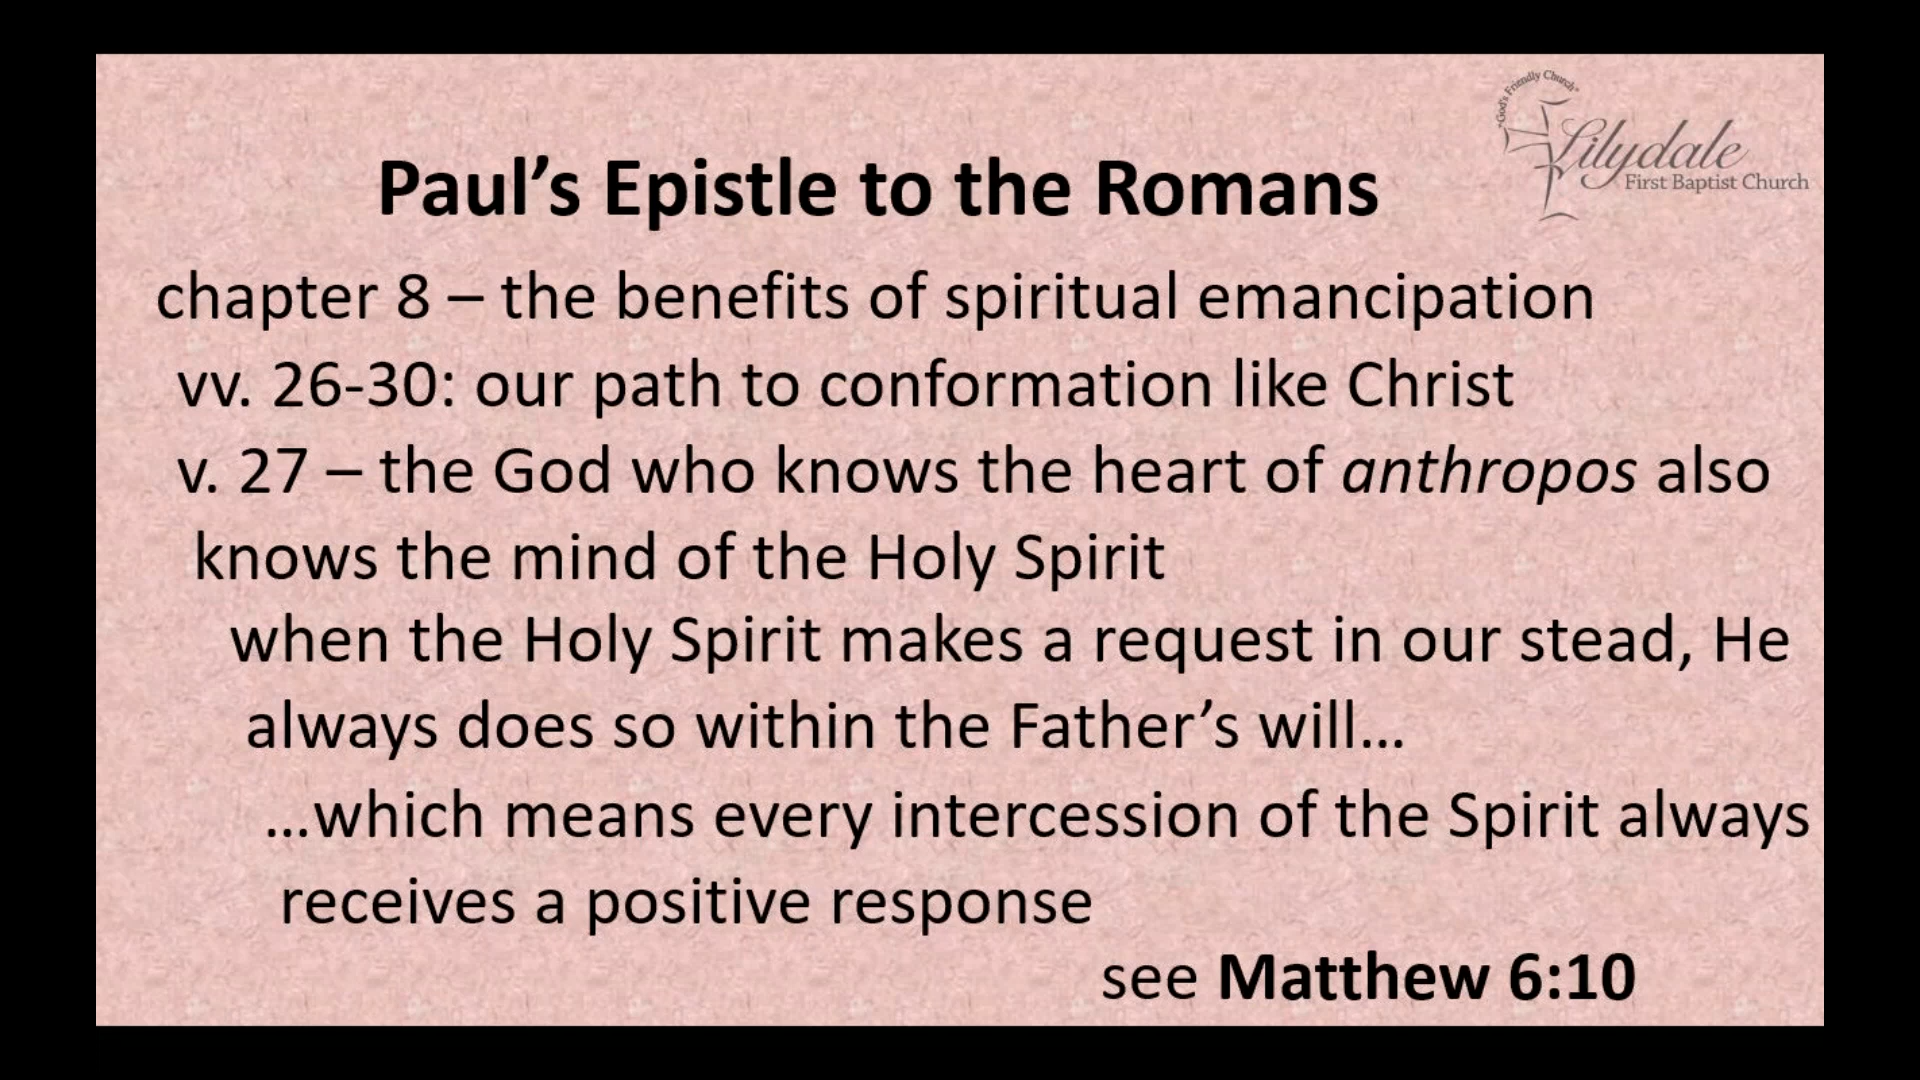 "God's Friendly Church"
Lilydale
First Baptist Church
Paul’s Epistle to the Romans
chapter 8 – the benefits of spiritual emancipation
vv. 26-30: our path to conformation like Christ
v. 27 – the God who knows the heart of anthropos also
knows the mind of the Holy Spirit
when the Holy Spirit makes a request in our stead, He
always does so within the Father’s will…
…which means every intercession of the Spirit always
receives a positive response
see Matthew 6:10